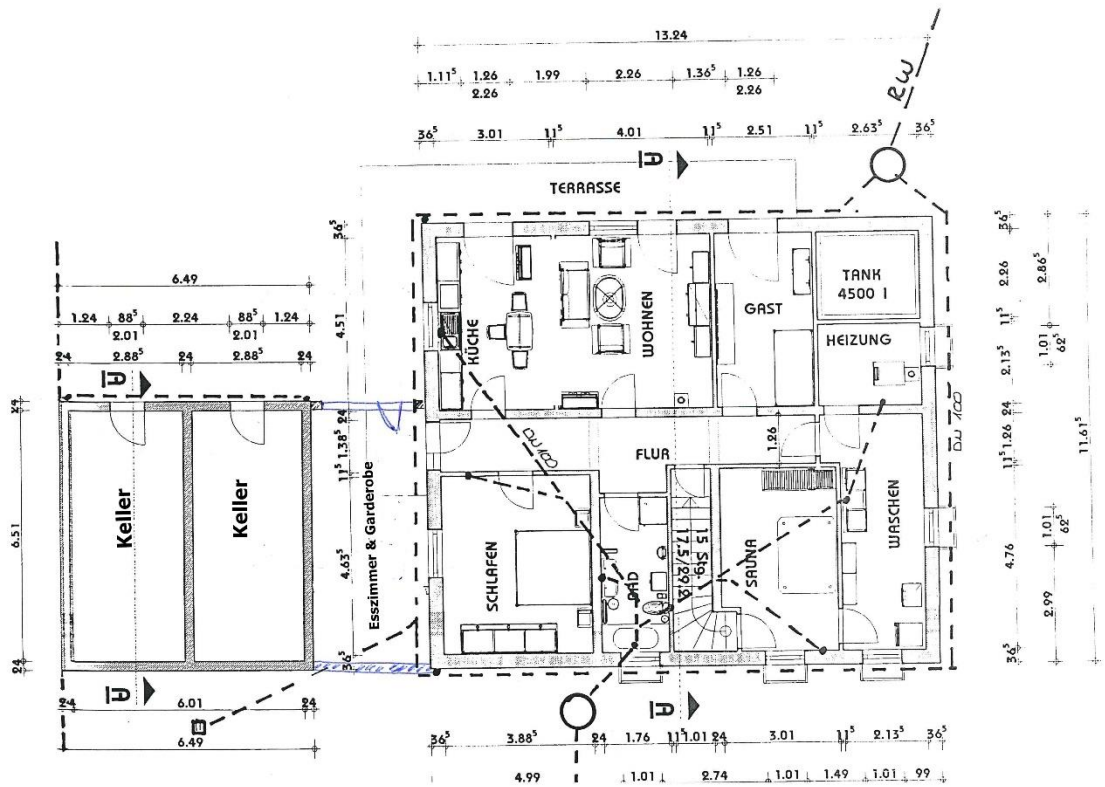 13.24
1.11⁵ 1.26 1.99 2.26 1.36⁵ 1.26
2.26 2.26
36⁵ 3.01 11⁵ 4.01 11⁵ 2.51 11⁵ 2.63⁵ 36⁵
RW
A
TERRASSE
6.49
1.24 88⁵ 2.24 88⁵ 1.24
2.01 2.01
24 2.88⁵ 24 2.88⁵ 24
A
Keller
Keller
24
6.51
24
A
24 6.01 24
6.49
36⁵
4.51
24
1.38⁵
11⁵
4.63⁵
36⁵
Esszimmer & Garderobe
KÜCHE
WOHNEN
GAST
TANK
4500 l
HEIZUNG
FLUR
1.26
SCHLAFEN
BAD
15 Stg.
17.5/29.2
SAUNA
WASCHEN
36⁵
2.26
11⁵
2.13⁵
24
1.26
11⁵
4.76
36⁵
2.86⁵
1.01
62⁵
1.01
62⁵
2.99
11.61⁵
A
36⁵ 3.88⁵ 24 1.76 11⁵ 1.01 24 3.01 11⁵ 2.13⁵ 36⁵
4.99 1.01 2.74 1.01 1.49 1.01 99